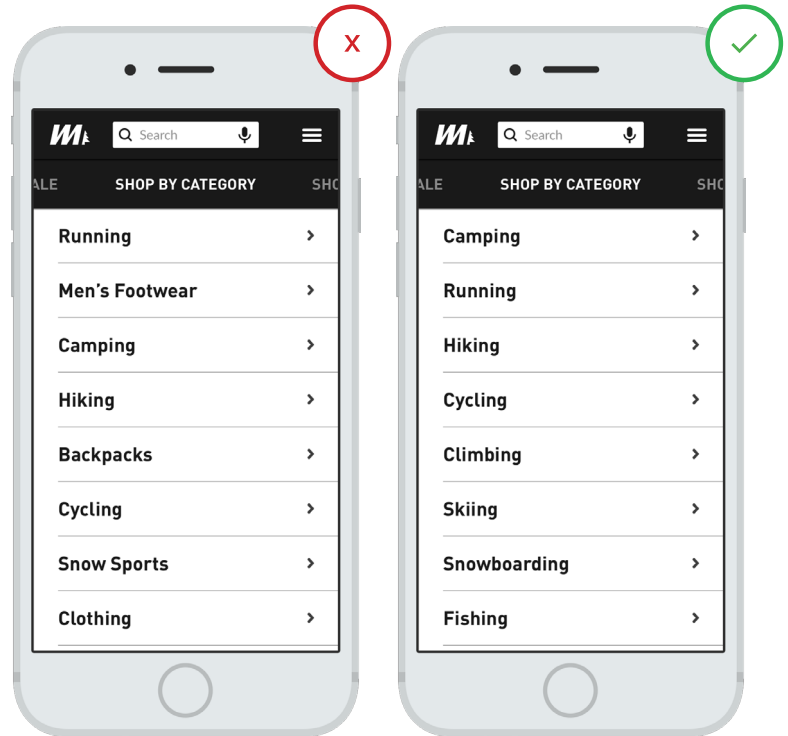 X
Search
ALE SHOP BY CATEGORY SHO
Running
Men’s Footwear
Camping
Hiking
Backpacks
Cycling
Snow Sports
Clothing
Search
ALE SHOP BY CATEGORY SHO
Camping
Running
Hiking
Cycling
Climbing
Skiing
Snowboarding
Fishing